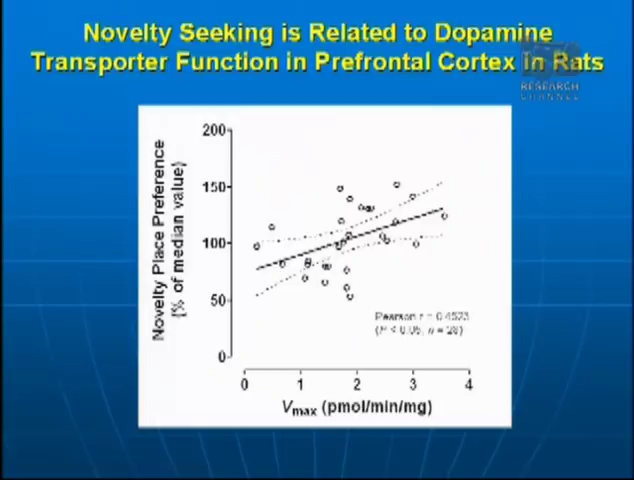 Novelty Seeking is Related to Dopamine
Transporter Function in Prefrontal Cortex in Rats
RESEARCH
CHANNEL
200
150
100
50
0
Novelty Place Preference
(% of median value)
Pearson r = 0.4523
(P < 0.05, n = 28)
0 1 2 3 4
Vmax (pmol/min/mg)